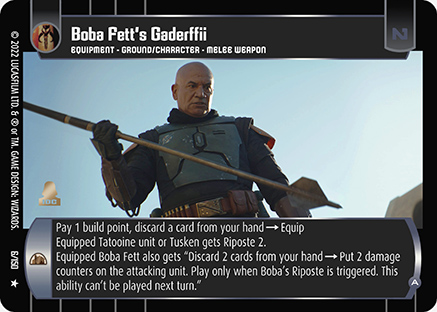 Boba Fett's Gaderffii
EQUIPMENT - GROUND/CHARACTER - MELEE WEAPON
N
© 2022 LUCASFILM LTD. & ® OR TM. GAME DESIGN: WIZARDS.
6/150
Pay 1 build point, discard a card from your hand → Equip
Equipped Tatooine unit or Tusken gets Riposte 2.
Equipped Boba Fett also gets "Discard 2 cards from your hand → Put 2 damage
counters on the attacking unit. Play only when Boba's Riposte is triggered. This
ability can't be played next turn."
A